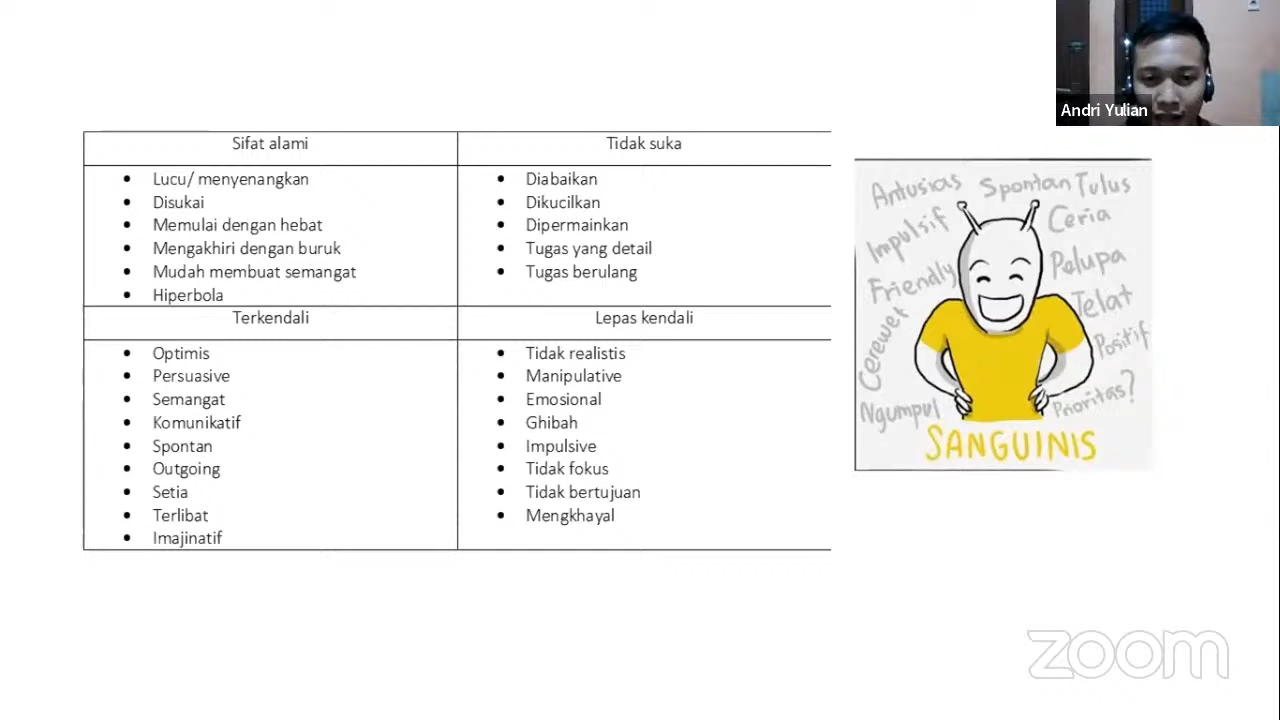 Andri Yulian
Sifat alami
Tidak suka
Lucu/ menyenangkan
Disukai
Memulai dengan hebat
Mengakhiri dengan buruk
Mudah membuat semangat
Hiperbola
Diabaikan
Dikucilkan
Dipermainkan
Tugas yang detail
Tugas berulang
Terkendali
Lepas kendali
Optimis
Persuasive
Semangat
Komunikatif
Spontan
Outgoing
Setia
Terlibat
Imajinatif
Tidak realistis
Manipulative
Emosional
Ghibah
Impulsive
Tidak fokus
Tidak bertujuan
Mengkhayal
Antusias
Spontan
Tulus
Impulsif
Ceria
Friendly
Pelupa
Telat
Cerewet
Positif
Ngumpul
Prioritas?
SANGUINIS
zoom